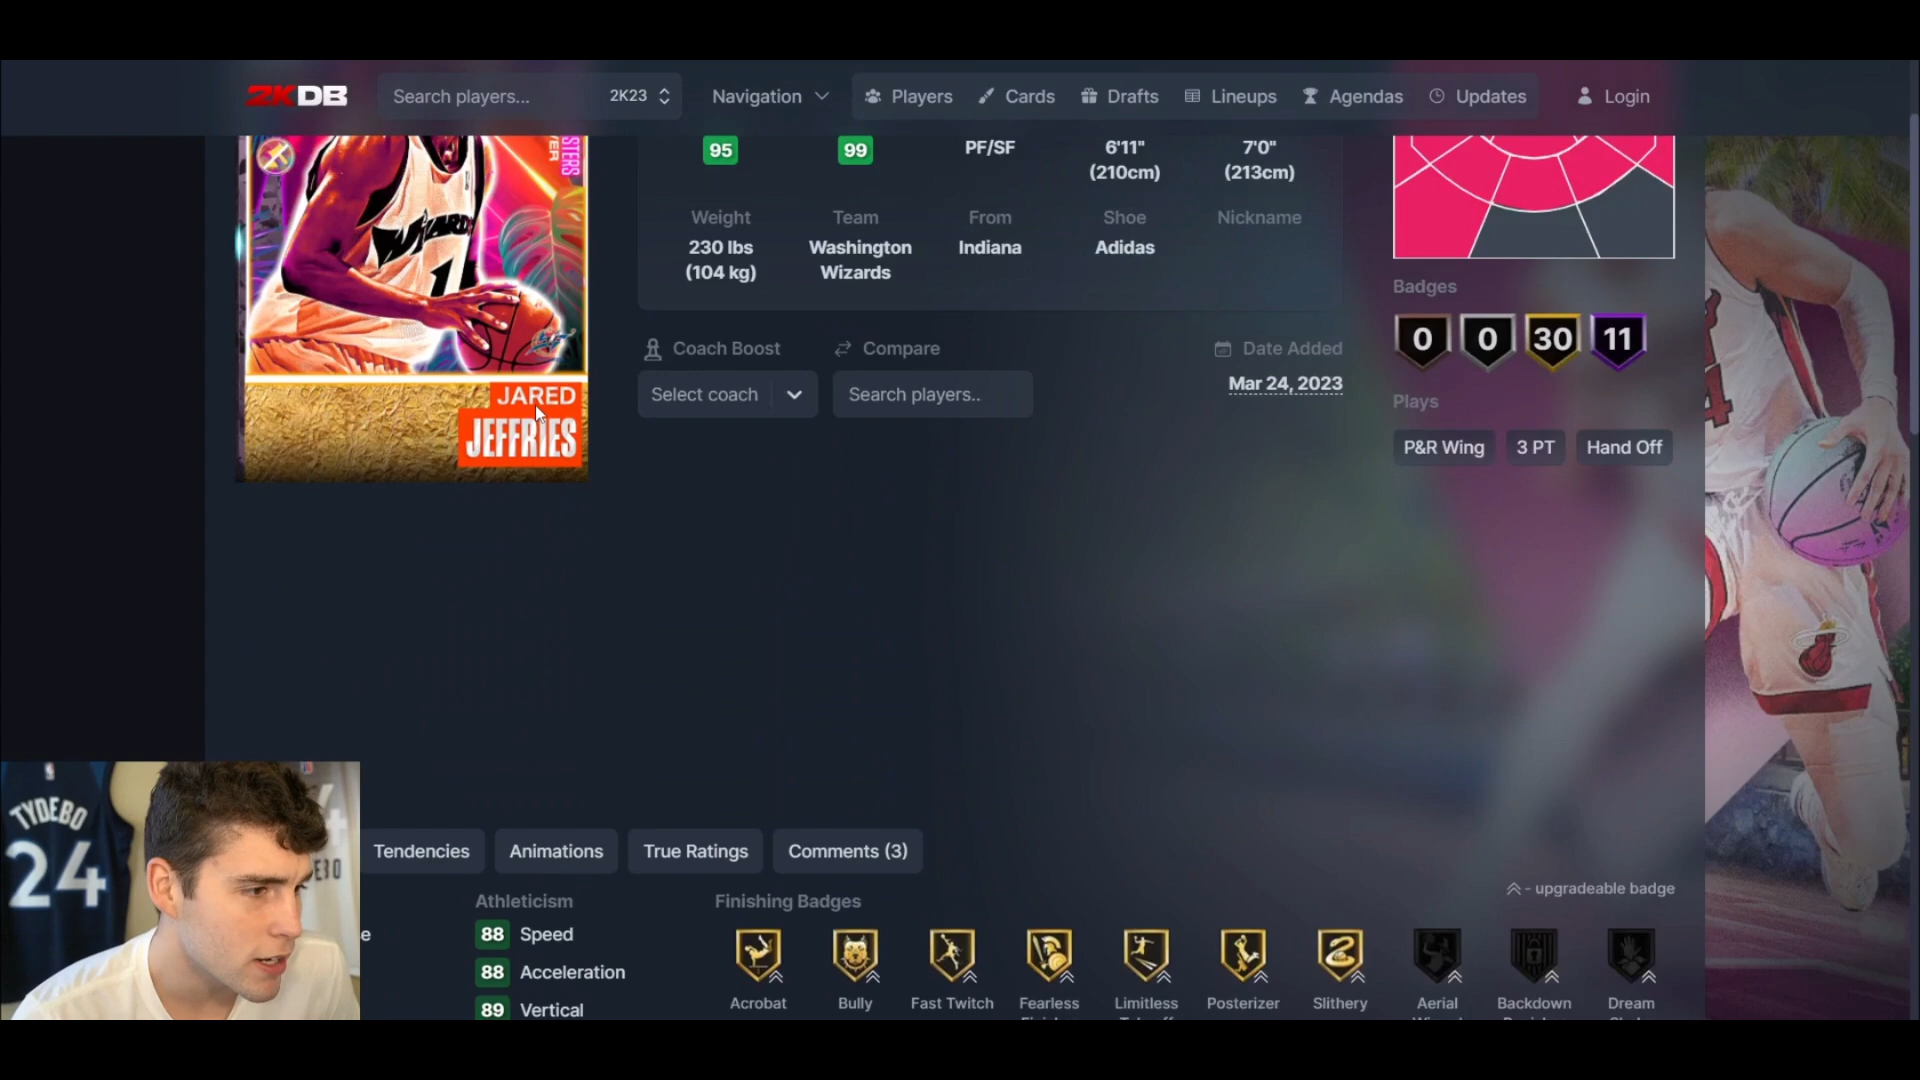 2KDB
Search players...
2K23
Navigation
Players
Cards
Drafts
Lineups
Agendas
Updates
Login
95
99
PF/SF
6'11"
(210cm)
7'0"
(213cm)
Weight
Team
From
Shoe
Nickname
230 lbs
(104 kg)
Washington
Wizards
Indiana
Adidas
JARED
JEFFRIES
Coach Boost
Compare
Date Added
Select coach
Search players..
Mar 24, 2023
Badges
0
0
30
11
Plays
P&R Wing
3 PT
Hand Off
TYDEBO
24
Tendencies
Animations
True Ratings
Comments (3)
- upgradeable badge
Athleticism
88 Speed
88 Acceleration
89 Vertical
Finishing Badges
Acrobat
Bully
Fast Twitch
Fearless
Limitless
Posterizer
Slithery
Aerial
Backdown
Dream